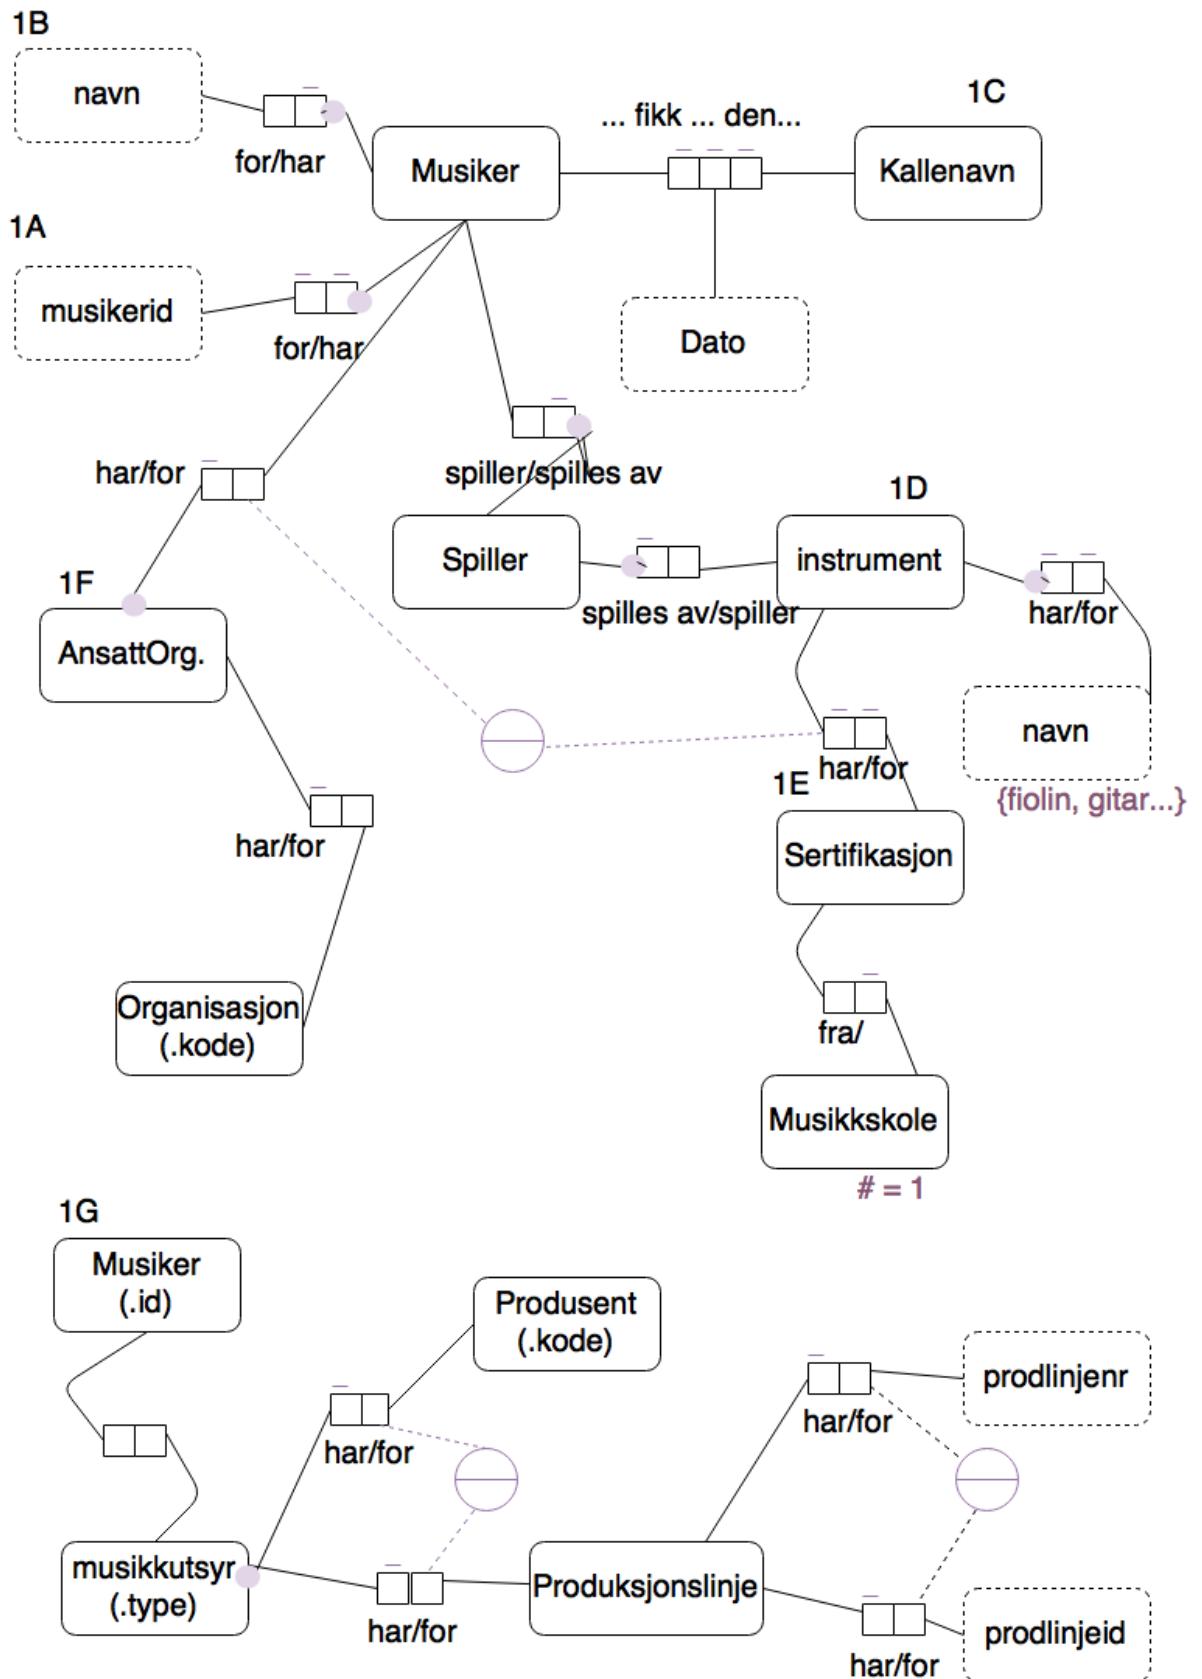 1B
navn
for/har
Musiker
... fikk ... den...
1C
Kallenavn
1A
musikerid
for/har
Dato
har/for
spiller/spilles av
1D
Spiller
instrument
spilles av/spiller
har/for
1F
AnsattOrg.
navn
{fiolin, gitar...}
har/for
1E
Sertifikasjon
har/for
Organisasjon
(.kode)
fra/
Musikkskole
# = 1
1G
Musiker
(.id)
Produsent
(.kode)
prodlinjenr
har/for
har/for
musikkutsyr
(.type)
har/for
Produksjonslinje
prodlinjeid
har/for